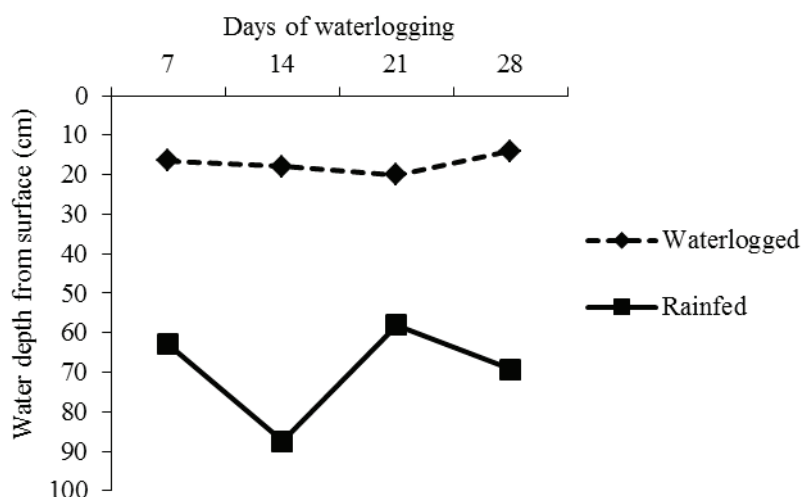 Days of waterlogging
7 14 21 28
0
10
20
30
40
50
60
70
80
90
100
Water depth from surface (cm)
Waterlogged
Rainfed